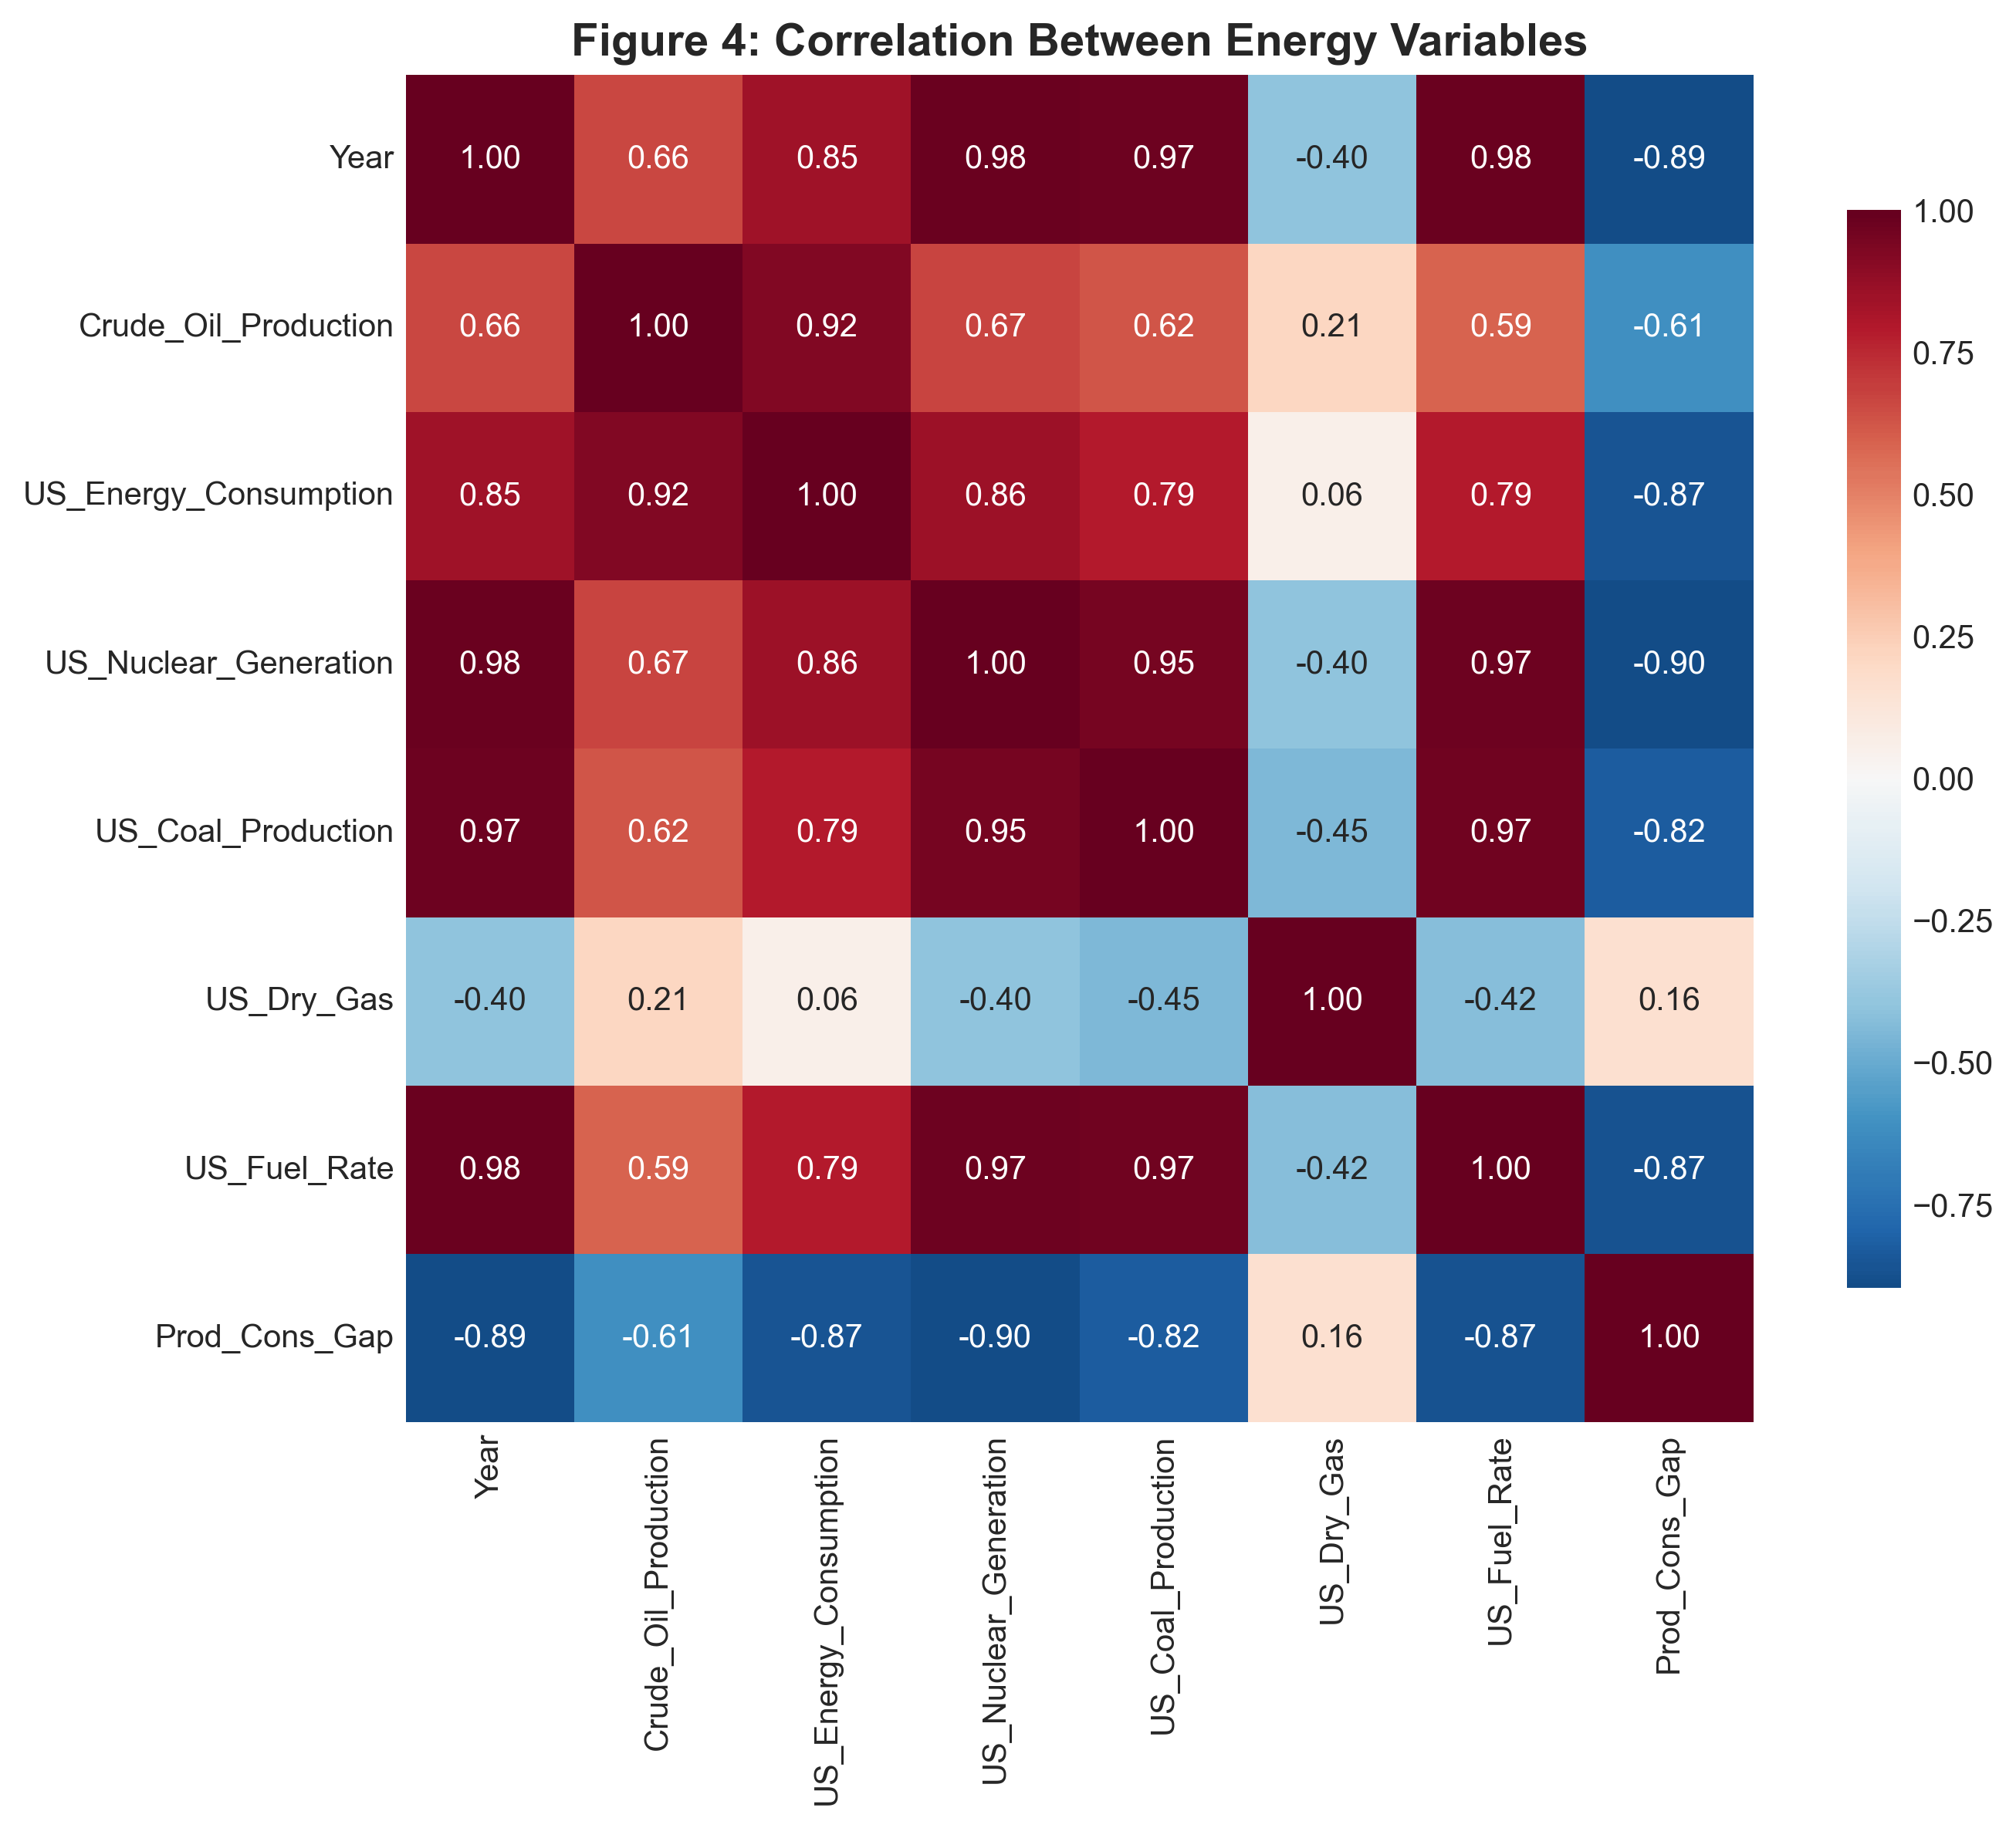 Figure 4: Correlation Between Energy Variables
Year 1.00 0.66 0.85 0.98 0.97 -0.40 0.98 -0.89
Crude_Oil_Production 0.66 1.00 0.92 0.67 0.62 0.21 0.59 -0.61
US_Energy_Consumption 0.85 0.92 1.00 0.86 0.79 0.06 0.79 -0.87
US_Nuclear_Generation 0.98 0.67 0.86 1.00 0.95 -0.40 0.97 -0.90
US_Coal_Production 0.97 0.62 0.79 0.95 1.00 -0.45 0.97 -0.82
US_Dry_Gas -0.40 0.21 0.06 -0.40 -0.45 1.00 -0.42 0.16
US_Fuel_Rate 0.98 0.59 0.79 0.97 0.97 -0.42 1.00 -0.87
Prod_Cons_Gap -0.89 -0.61 -0.87 -0.90 -0.82 0.16 -0.87 1.00
Year
Crude_Oil_Production
US_Energy_Consumption
US_Nuclear_Generation
US_Coal_Production
US_Dry_Gas
US_Fuel_Rate
Prod_Cons_Gap
1.00
0.75
0.50
0.25
0.00
−0.25
−0.50
−0.75